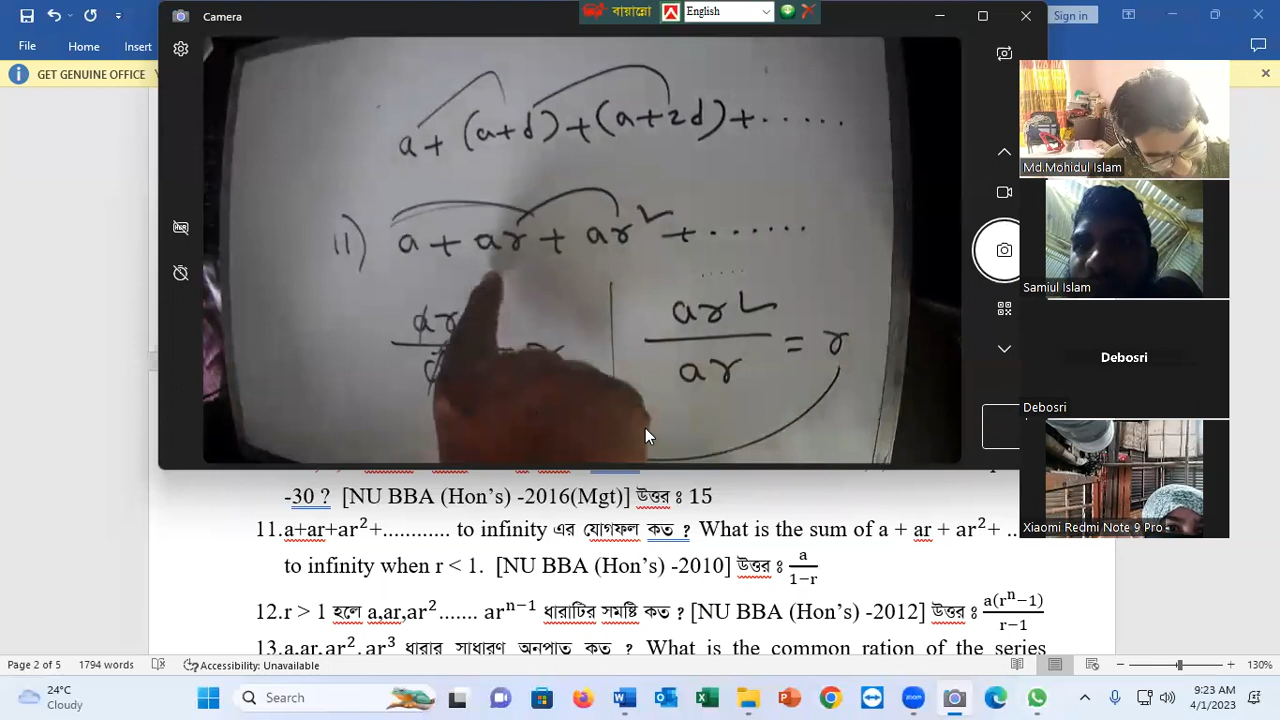 বায়ান্নো English
Camera
Sign in
File Home Insert
GET GENUINE OFFICE
a + (a+d) + (a+2d) + ......
11) a + ar + ar² + ......
ar² / ar = r
Md.Mohidul Islam
Samiul Islam
Debosri
Debosri
Xiaomi Redmi Note 9 Pro
-30 ? [NU BBA (Hon's) -2016(Mgt)] উত্তর ঃ 15
11.a+ar+ar²+............ to infinity এর যোগফল কত ? What is the sum of a + ar + ar²+ ..
to infinity when r < 1. [NU BBA (Hon's) -2010] উত্তর ঃ a/1−r
12.r > 1 হলে a,ar,ar²....... arⁿ⁻¹ ধারাটির সমষ্টি কত ? [NU BBA (Hon's) -2012] উত্তর ঃ a(rⁿ−1)/r−1
13.a,ar,ar²,ar³ ধারার সাধারণ অনুপাত কত ? What is the common ration of the series
Page 2 of 5 1794 words Accessibility: Unavailable 130%
24°C
Cloudy
Search
9:23 AM
4/1/2023